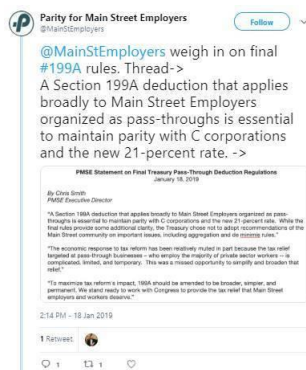 Parity for Main Street Employers
@MainStEmployers
Follow
@MainStEmployers weigh in on final
#199A rules. Thread->
A Section 199A deduction that applies
broadly to Main Street Employers
organized as pass-throughs is essential
to maintain parity with C corporations
and the new 21-percent rate. ->
PMSE Statement on Final Treasury Pass-Through Deduction Regulations
January 18, 2019
By Chris Smith
PMSE Executive Director
"A Section 199A deduction that applies broadly to Main Street Employers organized as pass-
throughs is essential to maintain parity with C corporations and the new 21-percent rate. While the
final rules provide some additional clarity, the Treasury chose not to adopt recommendations of the
Main Street community on important issues, including aggregation and de minimis rules."
"The economic response to tax reform has been relatively muted in part because the tax relief
targeted at pass-through businesses – who employ the majority of private sector workers – is
complicated, limited, and temporary. This was a missed opportunity to simplify and broaden that
relief."
"To maximize tax reform's impact, 199A should be amended to be broader, simpler, and
permanent. We stand ready to work with Congress to provide the tax relief that Main Street
employers and workers deserve."
2:14 PM - 18 Jan 2019
1 Retweet
1 1